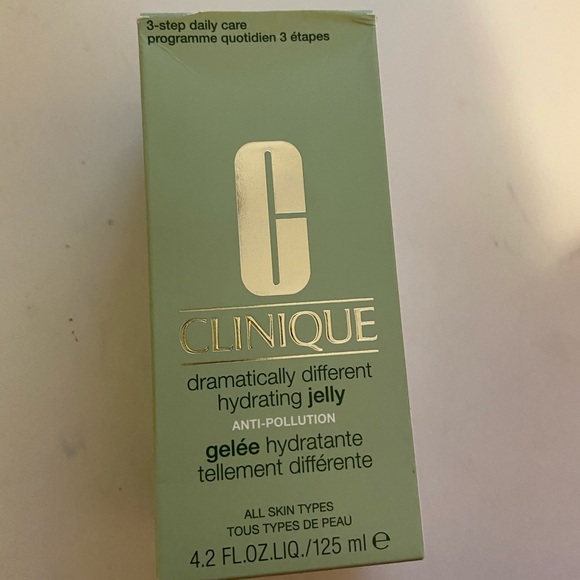 3-step daily care
programme quotidien 3 étapes
C
CLINIQUE
dramatically different
hydrating jelly
ANTI-POLLUTION
gelée hydratante
tellement différente
ALL SKIN TYPES
TOUS TYPES DE PEAU
4.2 FL.OZ.LIQ./125 ml ℮